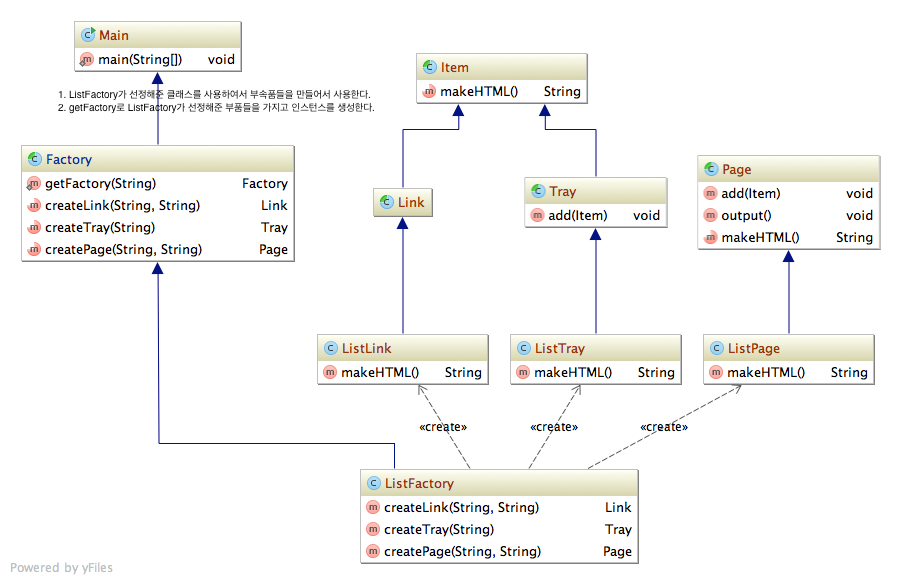 Main
main(String[]) void
1. ListFactory가 선정해준 클래스를 사용하여서 부속품들을 만들어서 사용한다.
2. getFactory로 ListFactory가 선정해준 부품들을 가지고 인스턴스를 생성한다.
Item
makeHTML() String
Factory
getFactory(String) Factory
createLink(String, String) Link
createTray(String) Tray
createPage(String, String) Page
Link
Tray
add(Item) void
Page
add(Item) void
output() void
makeHTML() String
ListLink
makeHTML() String
ListTray
makeHTML() String
ListPage
makeHTML() String
«create»
«create»
«create»
ListFactory
createLink(String, String) Link
createTray(String) Tray
createPage(String, String) Page
Powered by yFiles